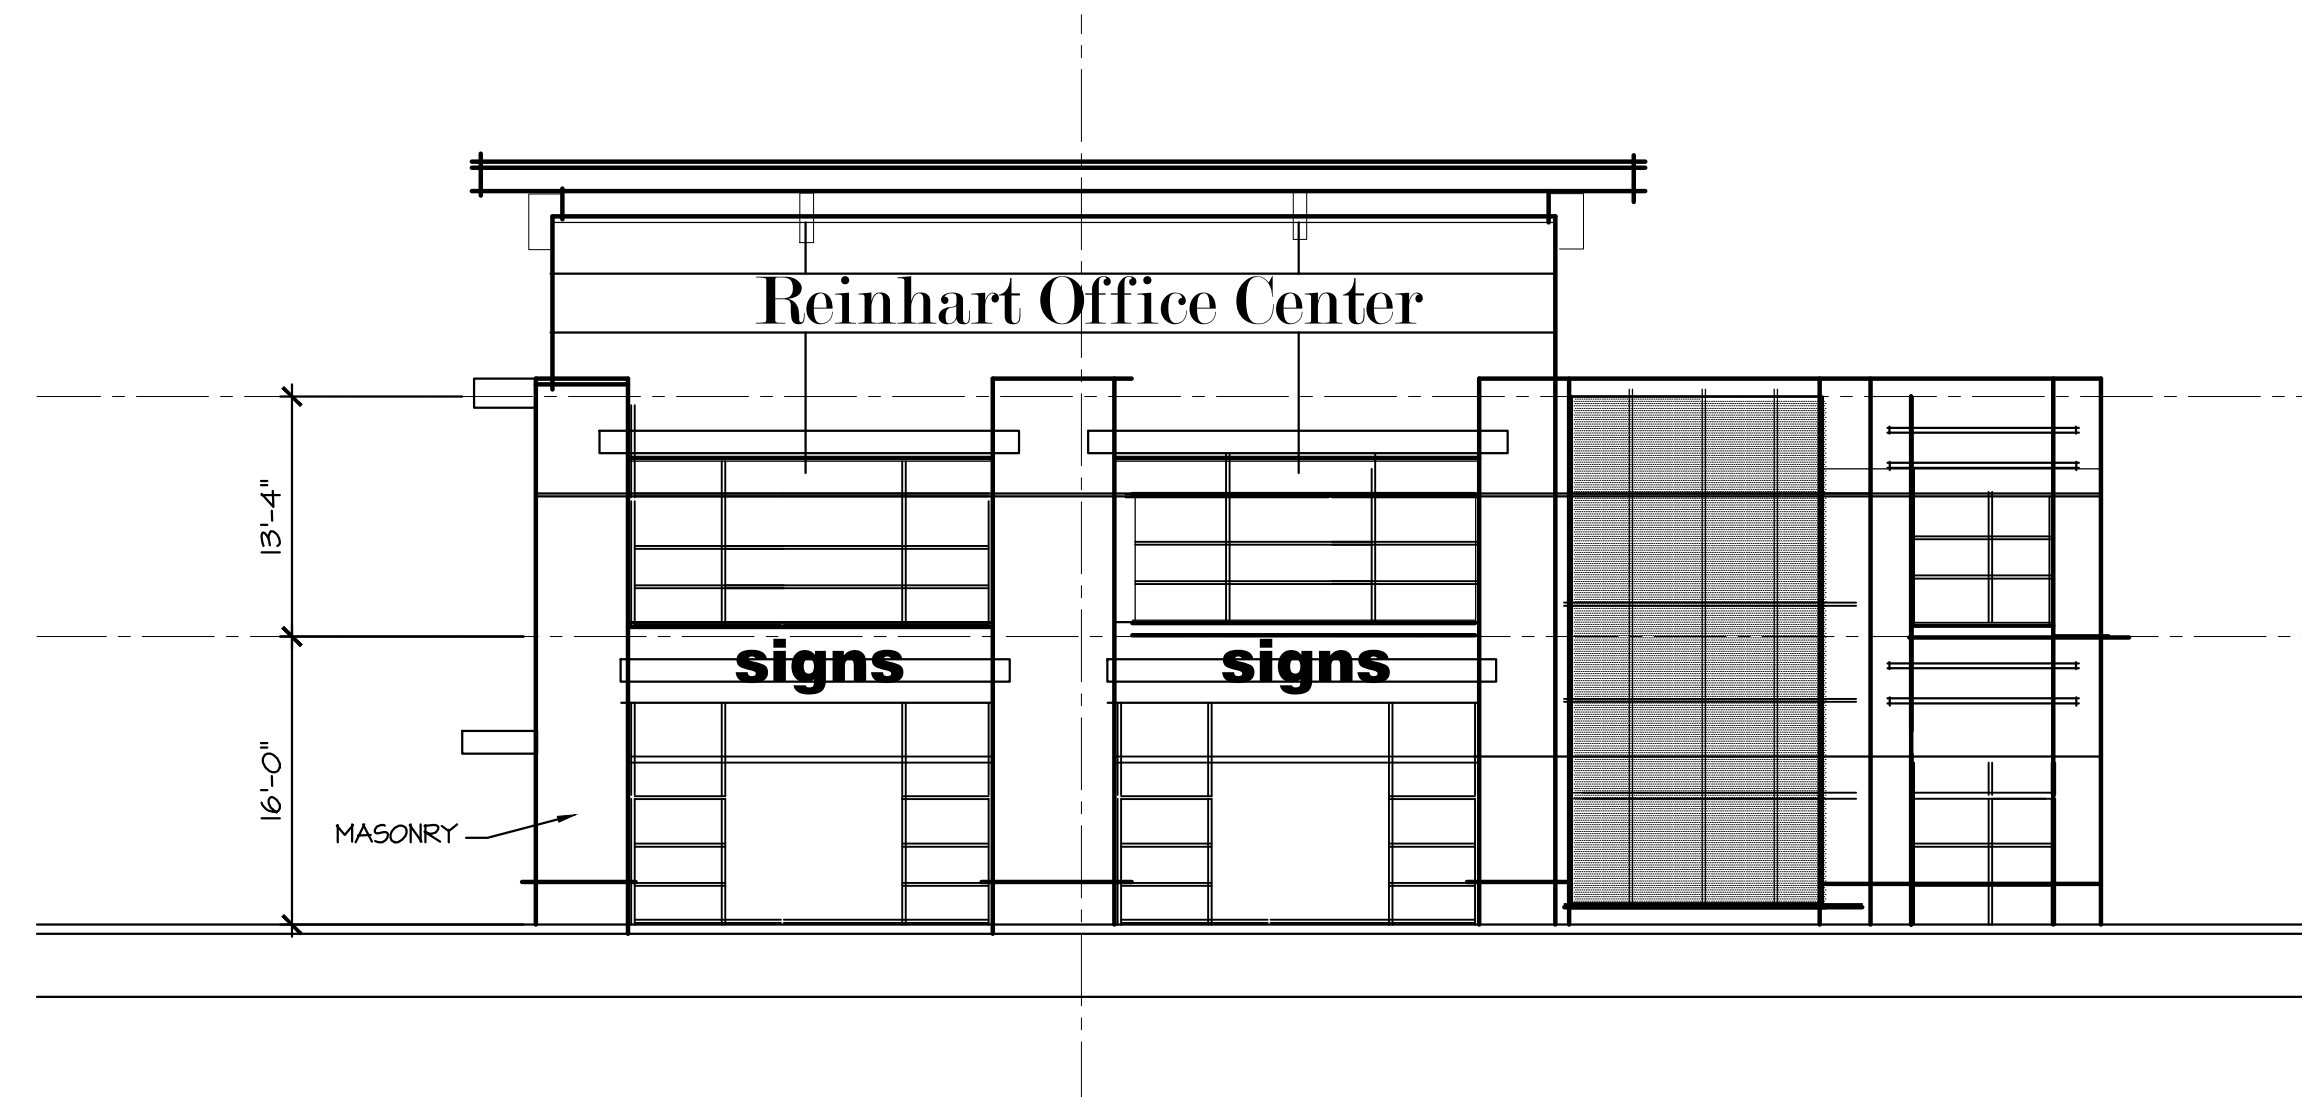 Reinhart Office Center
13'-4"
signs signs
16'-0"
MASONRY